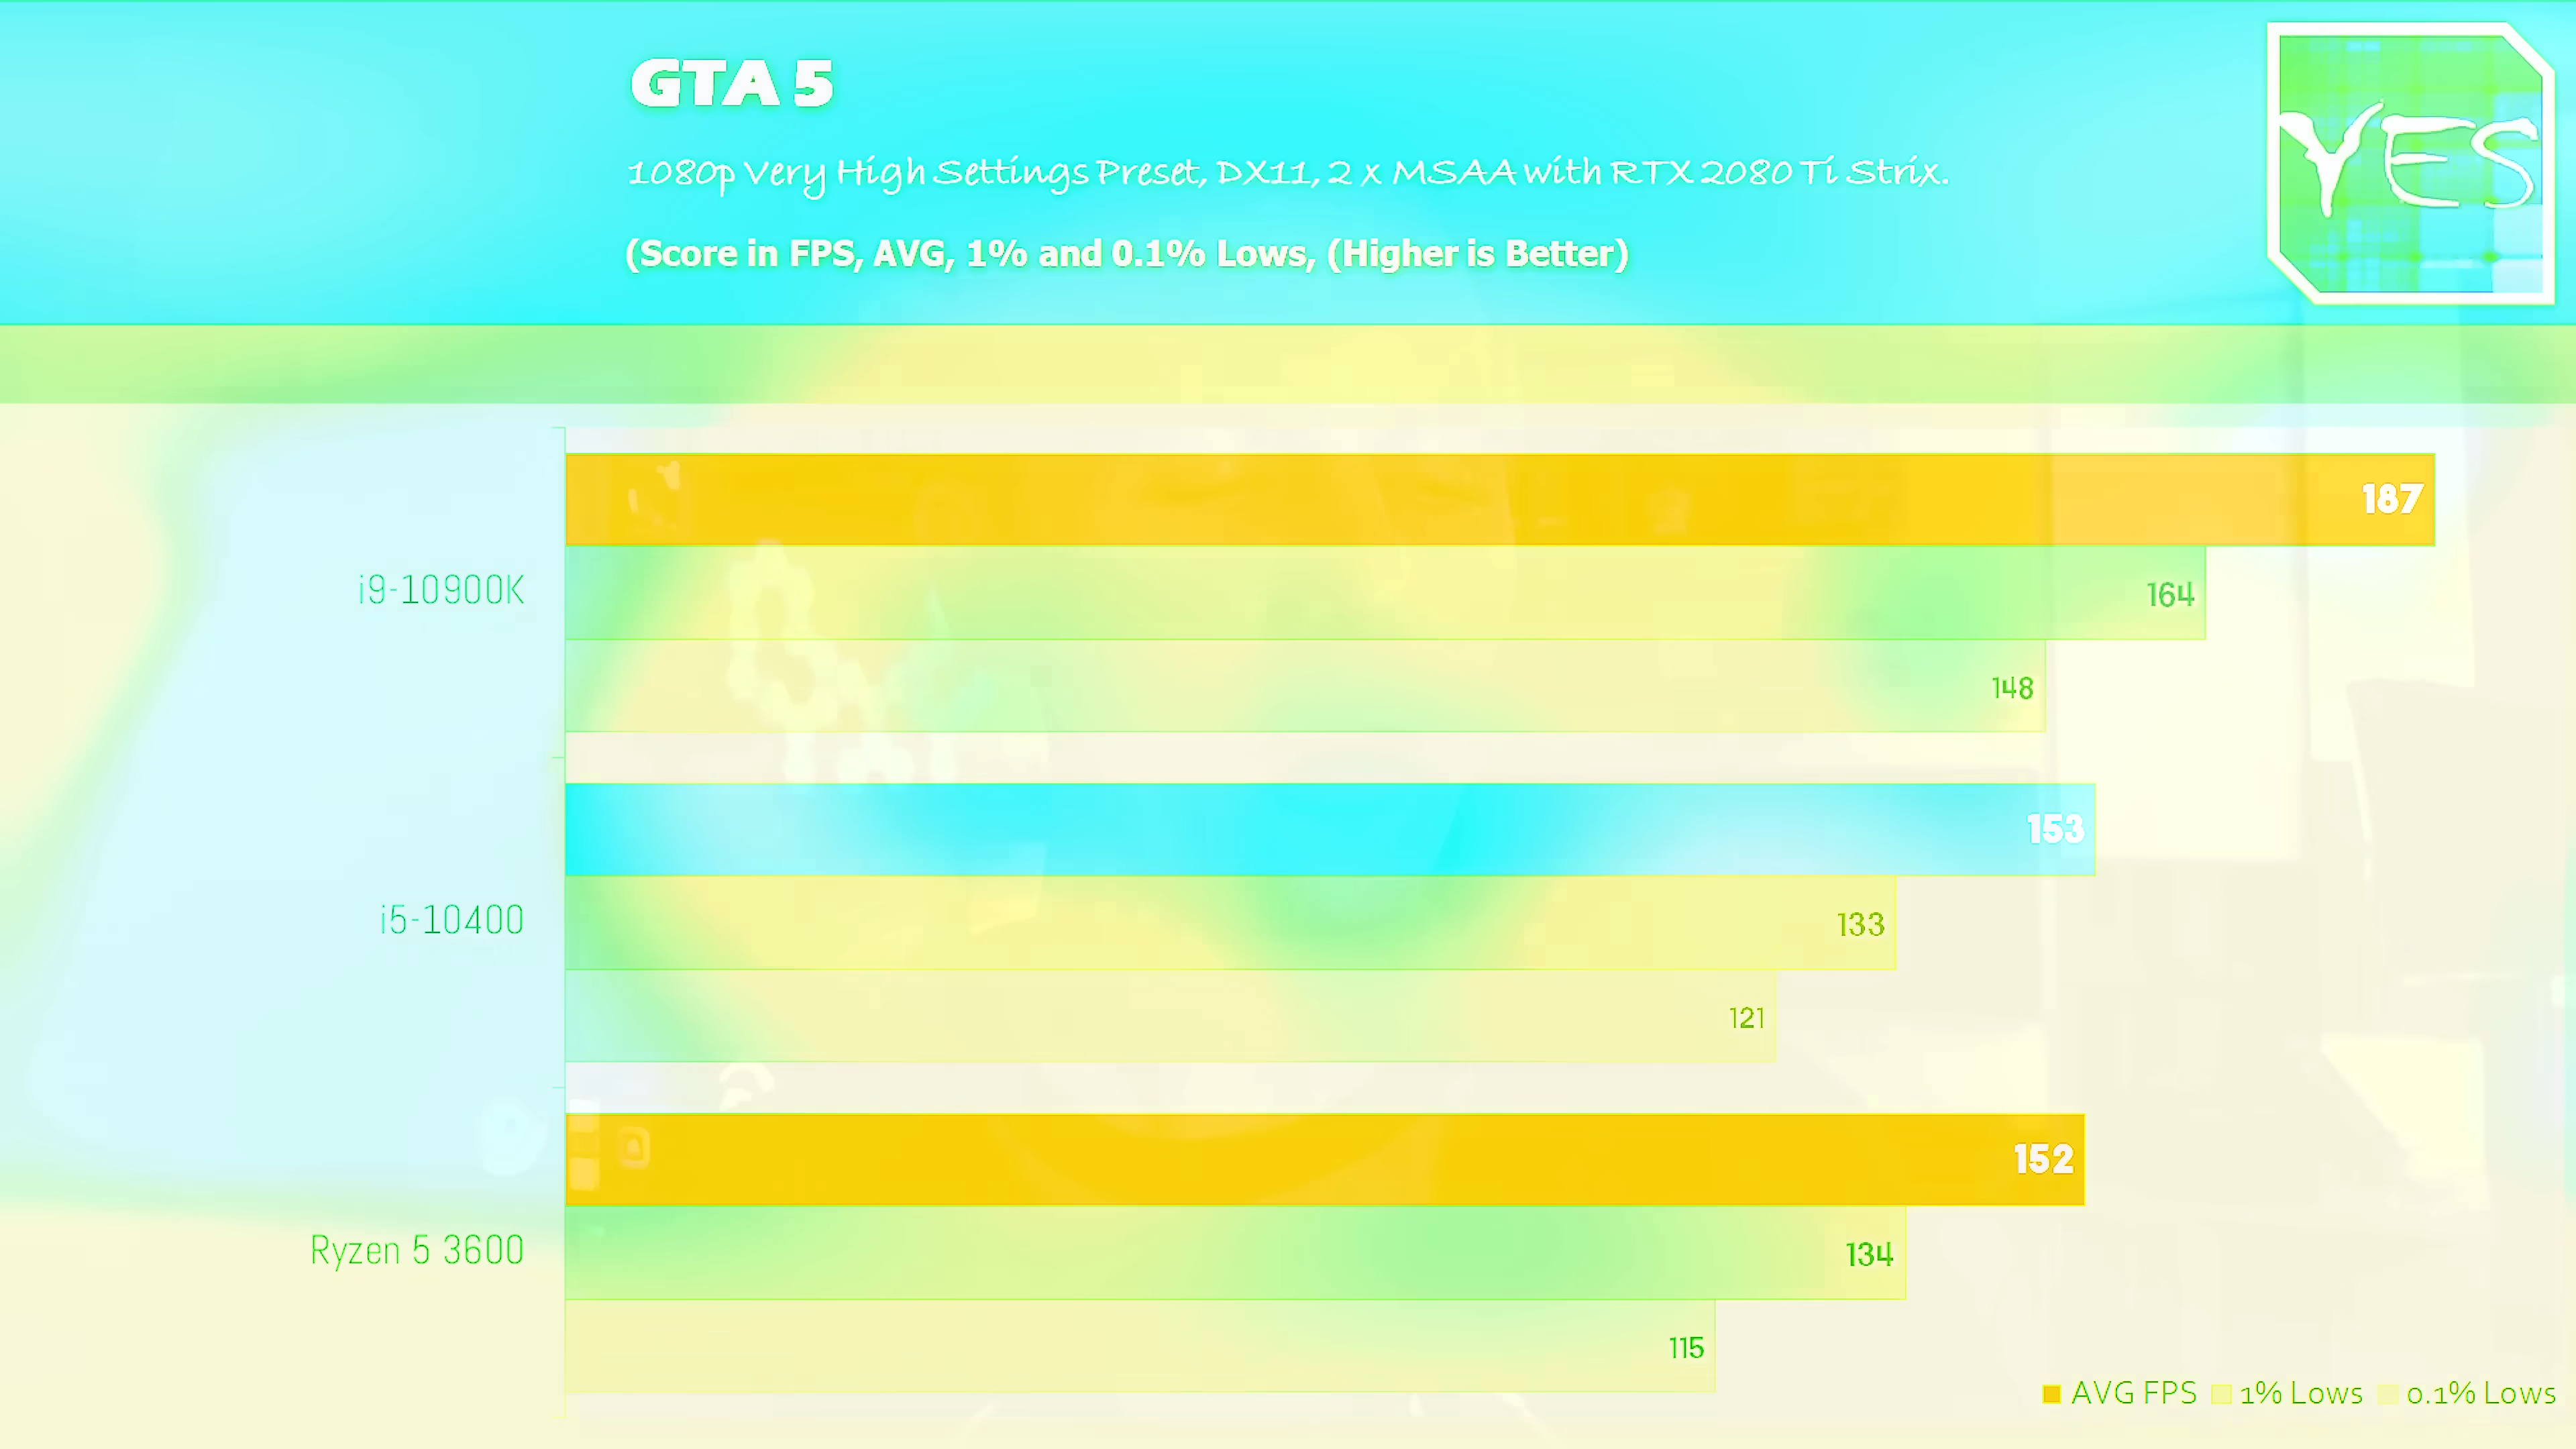 GTA 5
YES
1080p Very High Settings Preset, DX11, 2 x MSAA with RTX 2080 Ti Strix.
(Score in FPS, AVG, 1% and 0.1% Lows, (Higher is Better)
187
i9-10900K
164
148
153
i5-10400
133
121
152
Ryzen 5 3600
134
115
AVG FPS 1% Lows 0.1% Lows